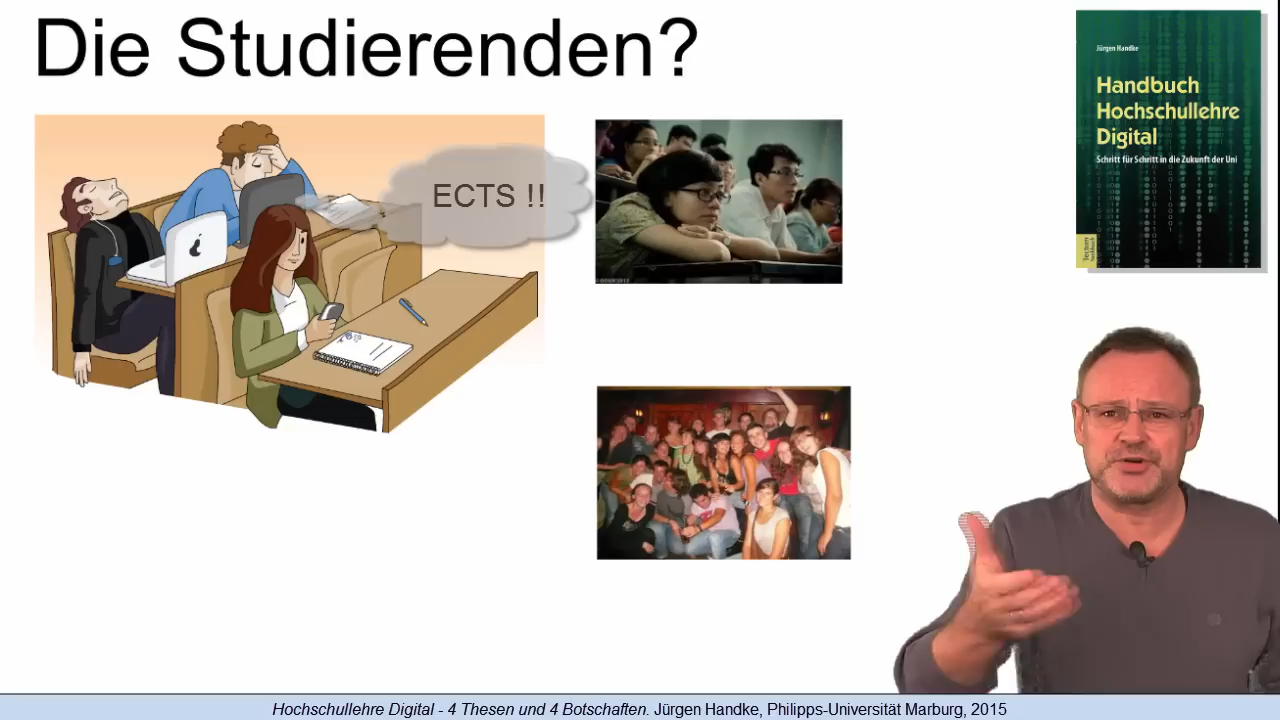 Die Studierenden?
ECTS !!
Jürgen Handke
Handbuch
Hochschullehre
Digital
Schritt für Schritt in die Zukunft der Uni
Hochschullehre Digital - 4 Thesen und 4 Botschaften. Jürgen Handke, Philipps-Universität Marburg, 2015